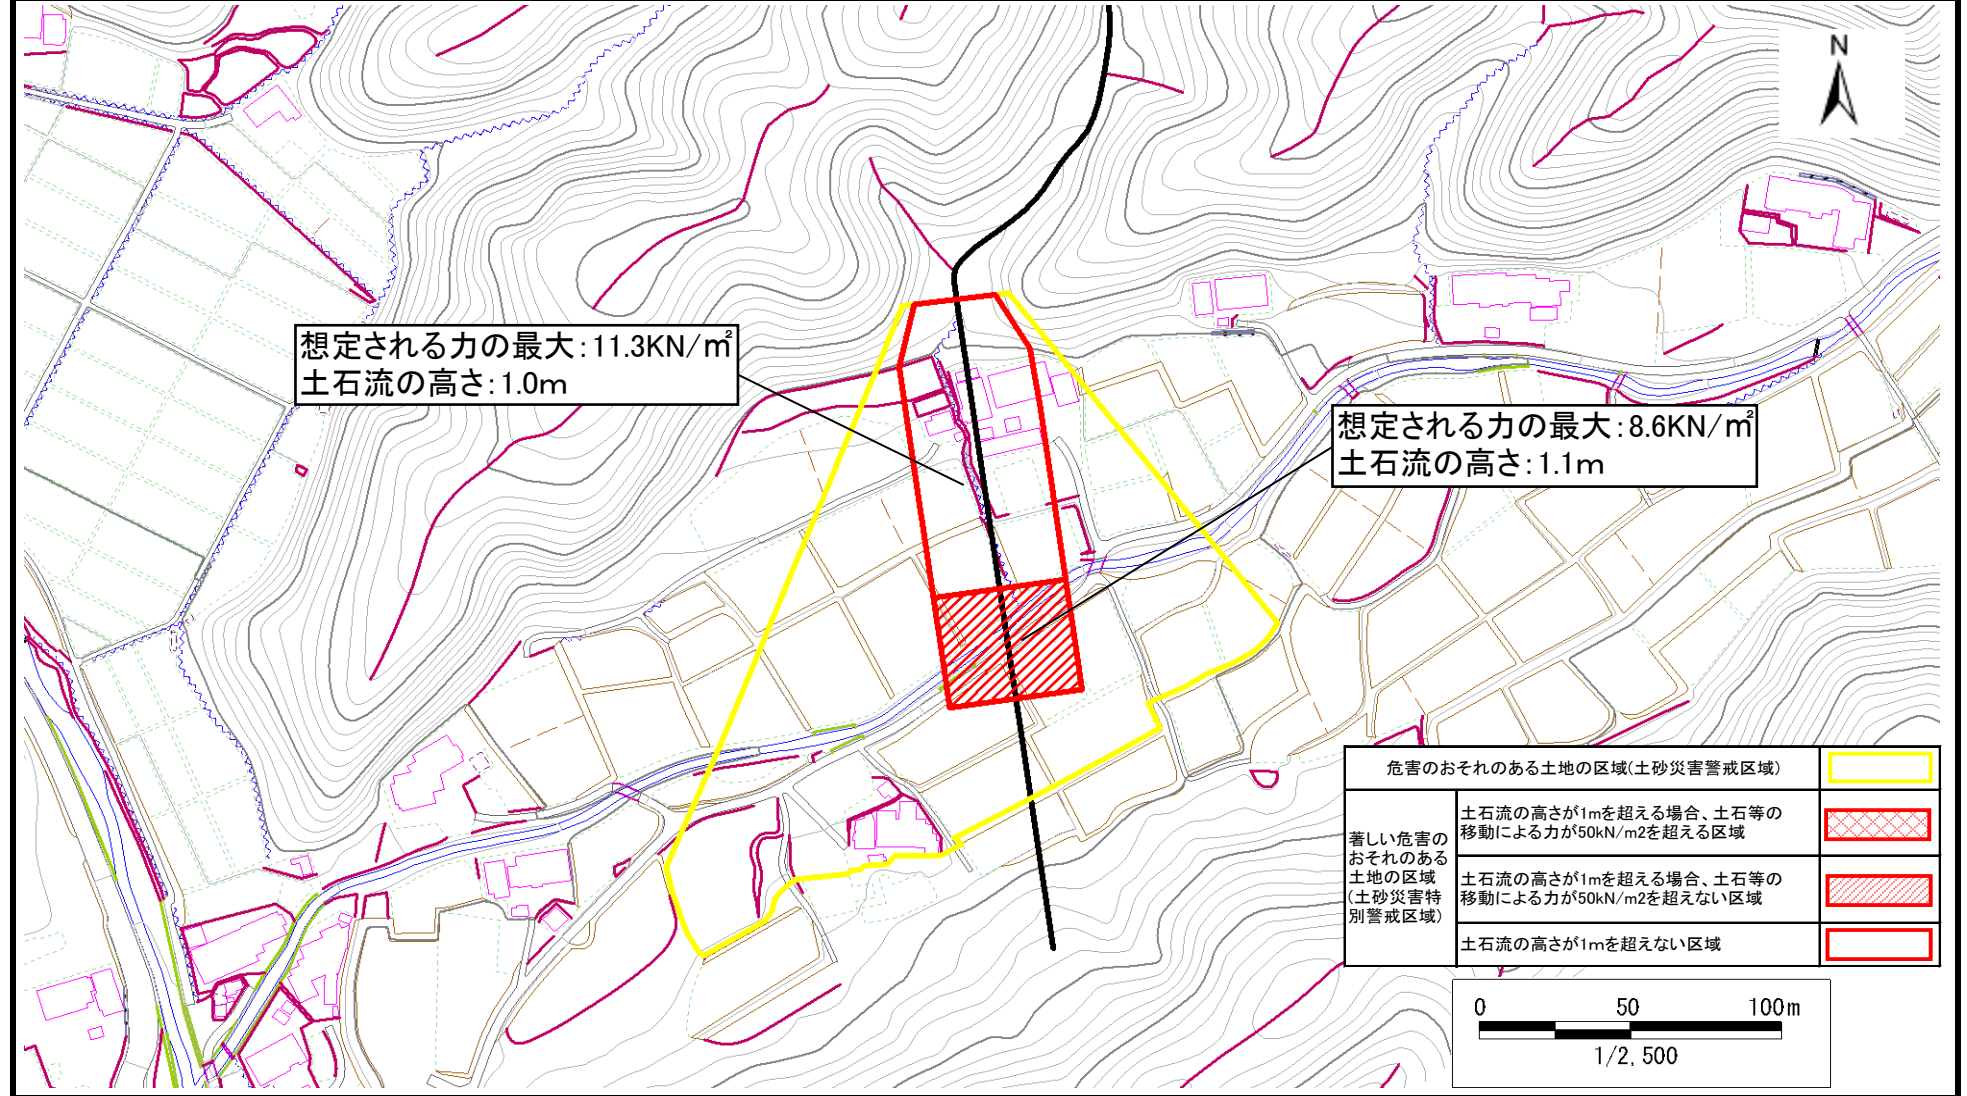 N
想定される力の最大:11.3KN/㎡
土石流の高さ:1.0m
想定される力の最大:8.6KN/㎡
土石流の高さ:1.1m
危害のおそれのある土地の区域(土砂災害警戒区域)
著しい危害の
おそれのある
土地の区域
(土砂災害特
別警戒区域)
土石流の高さが1mを超える場合、土石等の
移動による力が50kN/m2を超える区域
土石流の高さが1mを超える場合、土石等の
移動による力が50kN/m2を超えない区域
土石流の高さが1mを超えない区域
0 50 100m
1/2,500